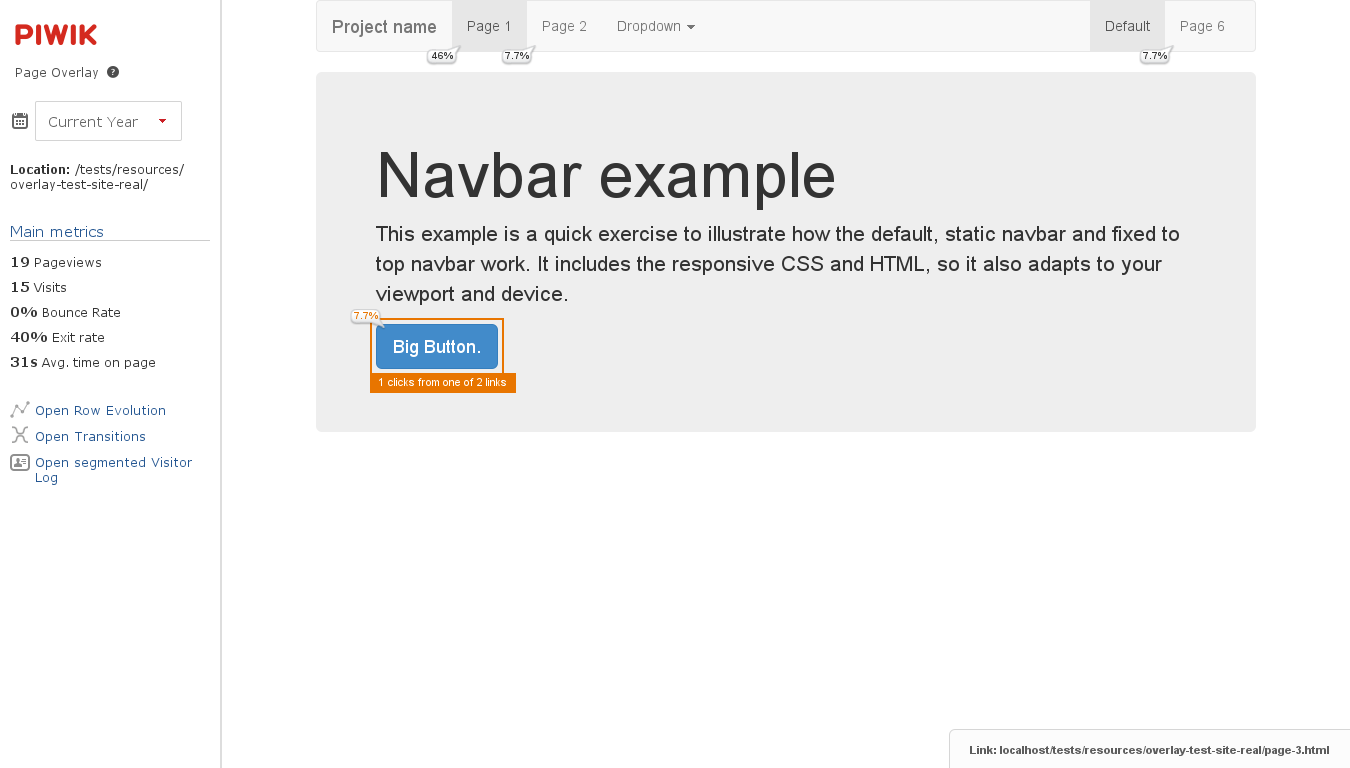 PIWIK
Page Overlay ?
Current Year
Location: /tests/resources/
overlay-test-site-real/
Main metrics
19 Pageviews
15 Visits
0% Bounce Rate
40% Exit rate
31s Avg. time on page
Open Row Evolution
Open Transitions
Open segmented Visitor
Log
Project name Page 1 Page 2 Dropdown Default Page 6
46% 7.7% 7.7%
Navbar example
This example is a quick exercise to illustrate how the default, static navbar and fixed to
top navbar work. It includes the responsive CSS and HTML, so it also adapts to your
viewport and device.
7.7%
Big Button.
1 clicks from one of 2 links
Link: localhost/tests/resources/overlay-test-site-real/page-3.html